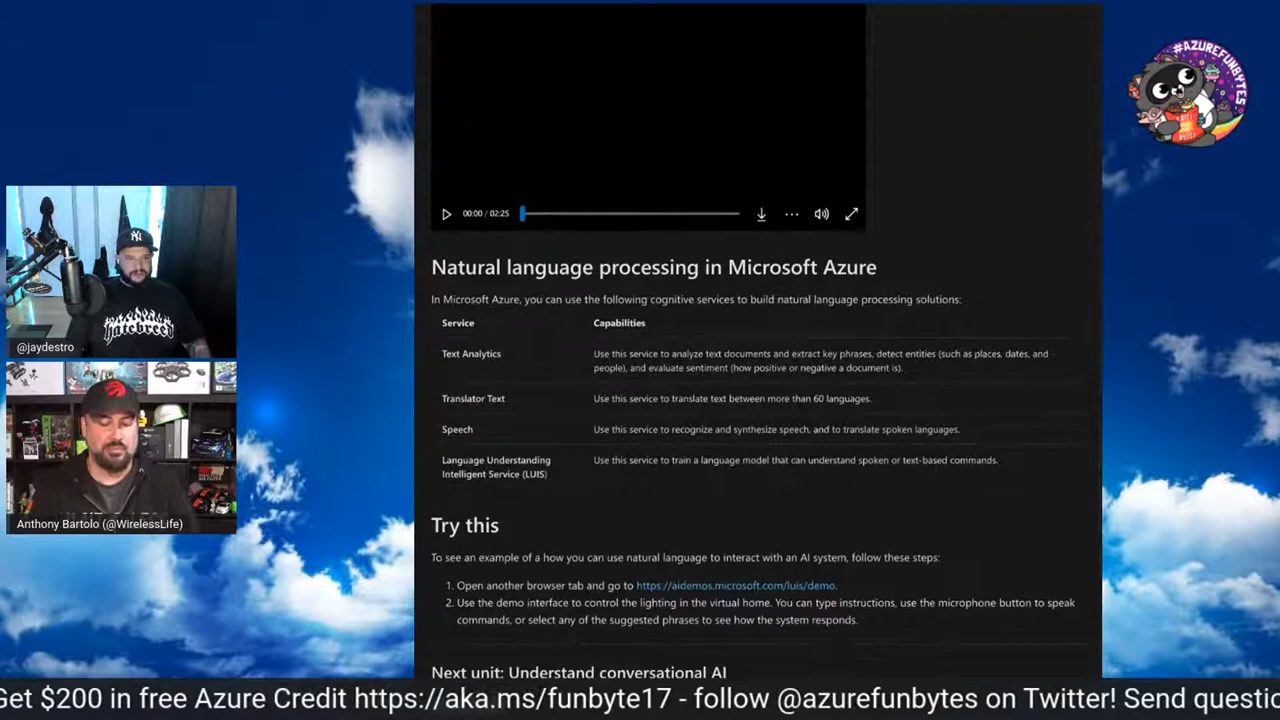 #AZUREFUNBYTES
00:00 / 02:25
Natural language processing in Microsoft Azure
In Microsoft Azure, you can use the following cognitive services to build natural language processing solutions:
Service Capabilities
Text Analytics Use this service to analyze text documents and extract key phrases, detect entities (such as places, dates, and
people), and evaluate sentiment (how positive or negative a document is).
Translator Text Use this service to translate text between more than 60 languages.
Speech Use this service to recognize and synthesize speech, and to translate spoken languages.
Language Understanding Use this service to train a language model that can understand spoken or text-based commands.
Intelligent Service (LUIS)
Try this
To see an example of a how you can use natural language to interact with an AI system, follow these steps:
1. Open another browser tab and go to https://aidemos.microsoft.com/luis/demo.
2. Use the demo interface to control the lighting in the virtual home. You can type instructions, use the microphone button to speak
commands, or select any of the suggested phrases to see how the system responds.
Next unit: Understand conversational AI
hatebreed
@jaydestro
Anthony Bartolo (@WirelessLife)
Get $200 in free Azure Credit https://aka.ms/funbyte17 - follow @azurefunbytes on Twitter! Send questio